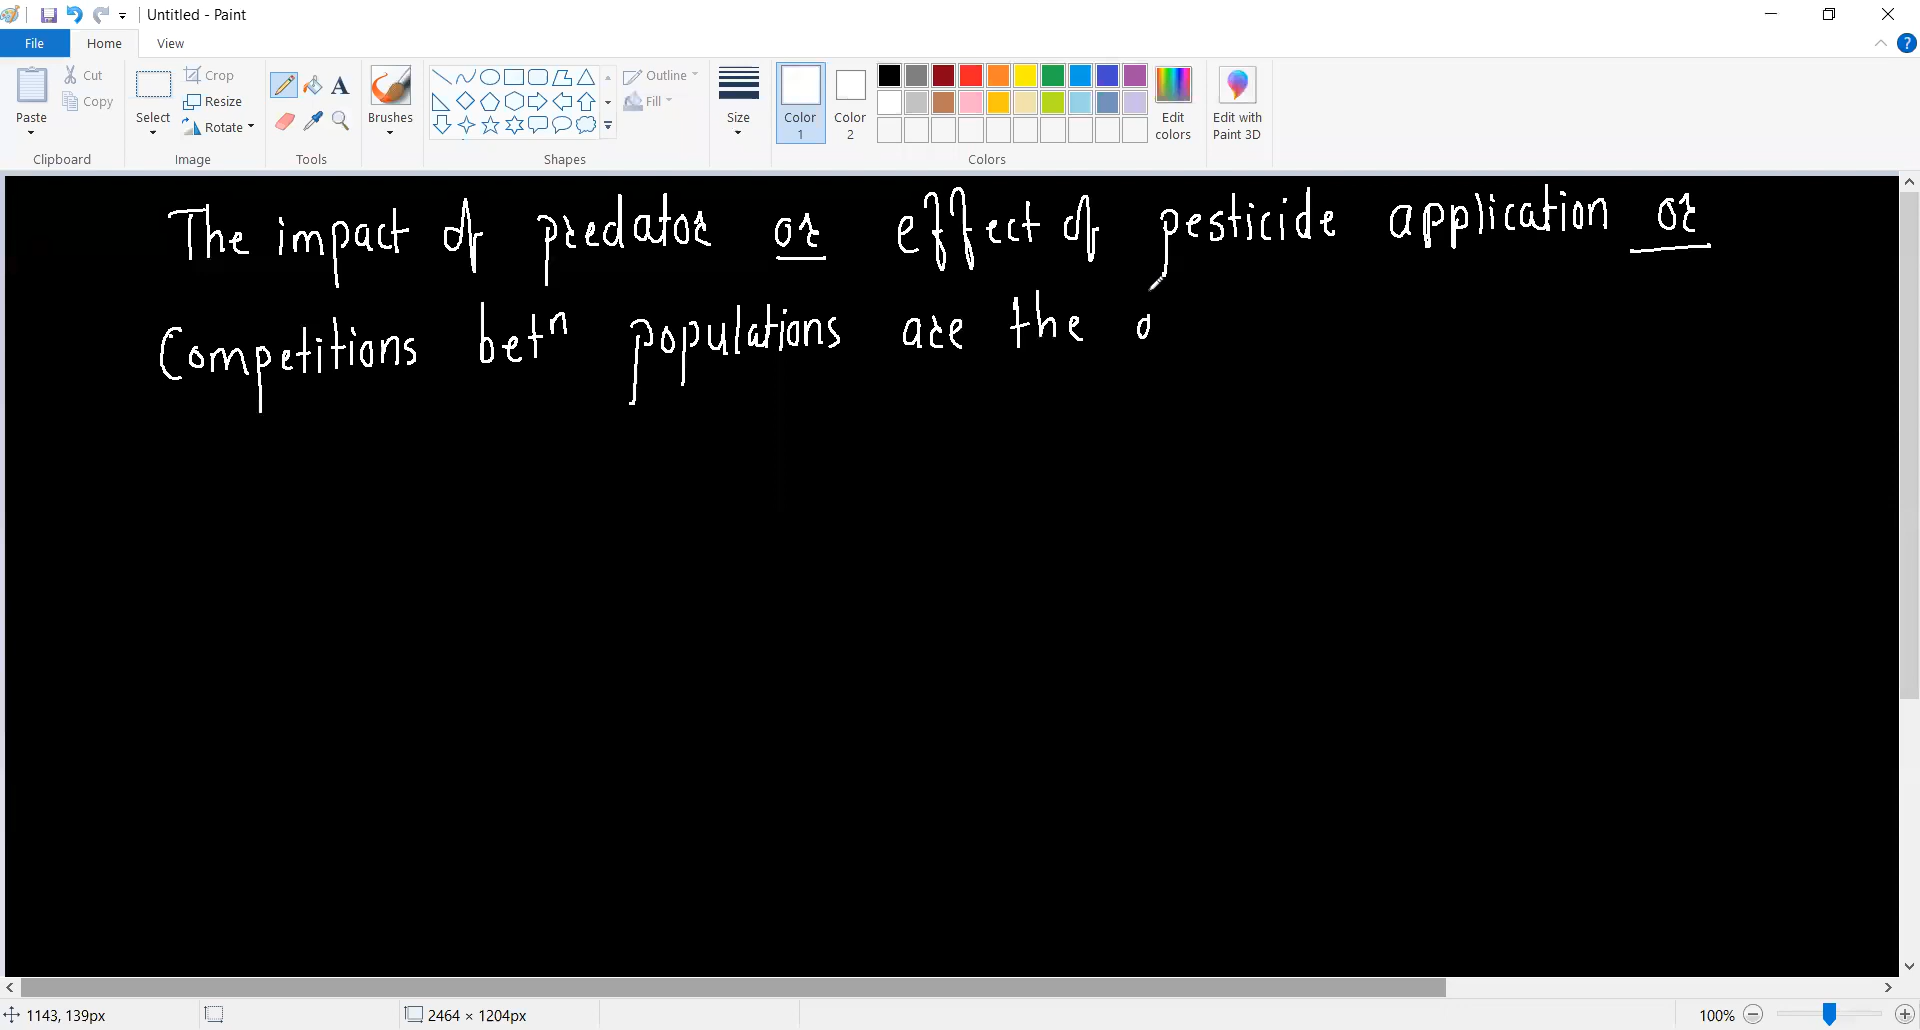 Untitled - Paint
File Home View
Paste Cut Copy Select Crop Resize Rotate Brushes Outline Fill Size Color 1 Color 2 Edit colors Edit with Paint 3D
Clipboard Image Tools Shapes Colors
The impact of predator or effect of pesticide application or
Competitions betn populations are the
1143, 139px 2464 × 1204px 100%